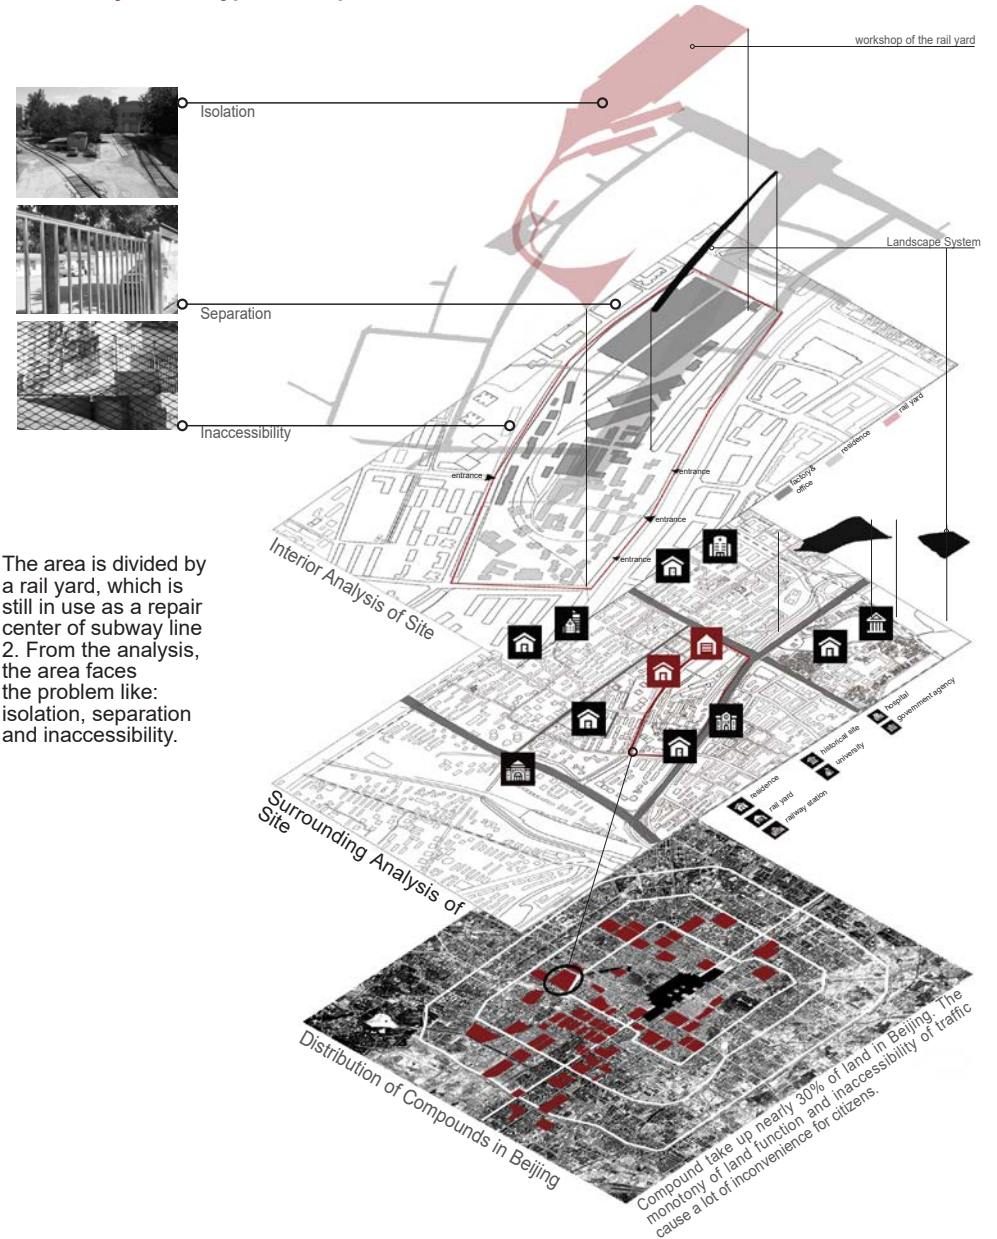 workshop of the rail yard
Isolation
Landscape System
Separation
Inaccessibility
rail yard
residence
factory&
office
entrance
entrance
entrance
entrance
Interior Analysis of Site
The area is divided by
a rail yard, which is
still in use as a repair
center of subway line
2. From the analysis,
the area faces
the problem like:
isolation, separation
and inaccessibility.
hospital
government agency
historical site
university
residence
rail yard
railway station
Surrounding Analysis of
Site
Distribution of Compounds in Beijing
Compound take up nearly 30% of land in Beijing. The
monotony of land function and inaccessibility of traffic
cause a lot of inconvenience for citizens.